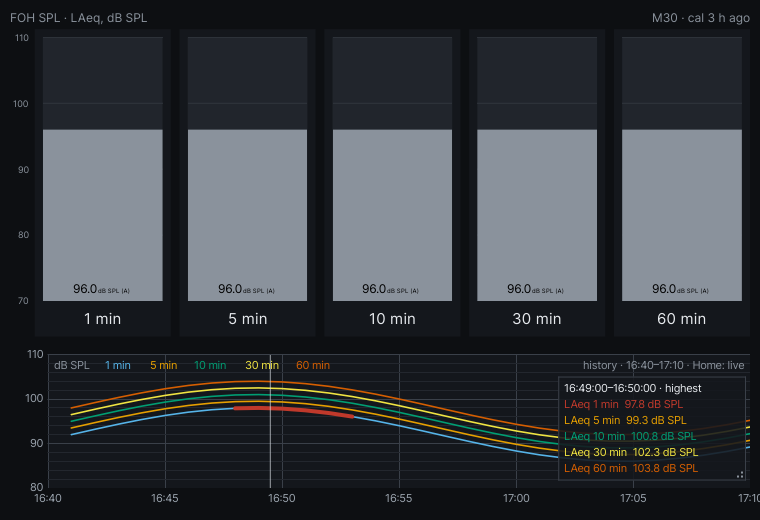 FOH SPL · LAeq, dB SPL
M30 · cal 3 h ago
110
100
90
80
70
96.0 dB SPL (A)
96.0 dB SPL (A)
96.0 dB SPL (A)
96.0 dB SPL (A)
96.0 dB SPL (A)
1 min
5 min
10 min
30 min
60 min
110
100
90
80
dB SPL 1 min 5 min 10 min 30 min 60 min
history · 16:40–17:10 · Home: live
16:49:00–16:50:00 · highest
LAeq 1 min 97.8 dB SPL
LAeq 5 min 99.3 dB SPL
LAeq 10 min 100.8 dB SPL
LAeq 30 min 102.3 dB SPL
LAeq 60 min 103.8 dB SPL
16:40 16:45 16:50 16:55 17:00 17:05 17:10